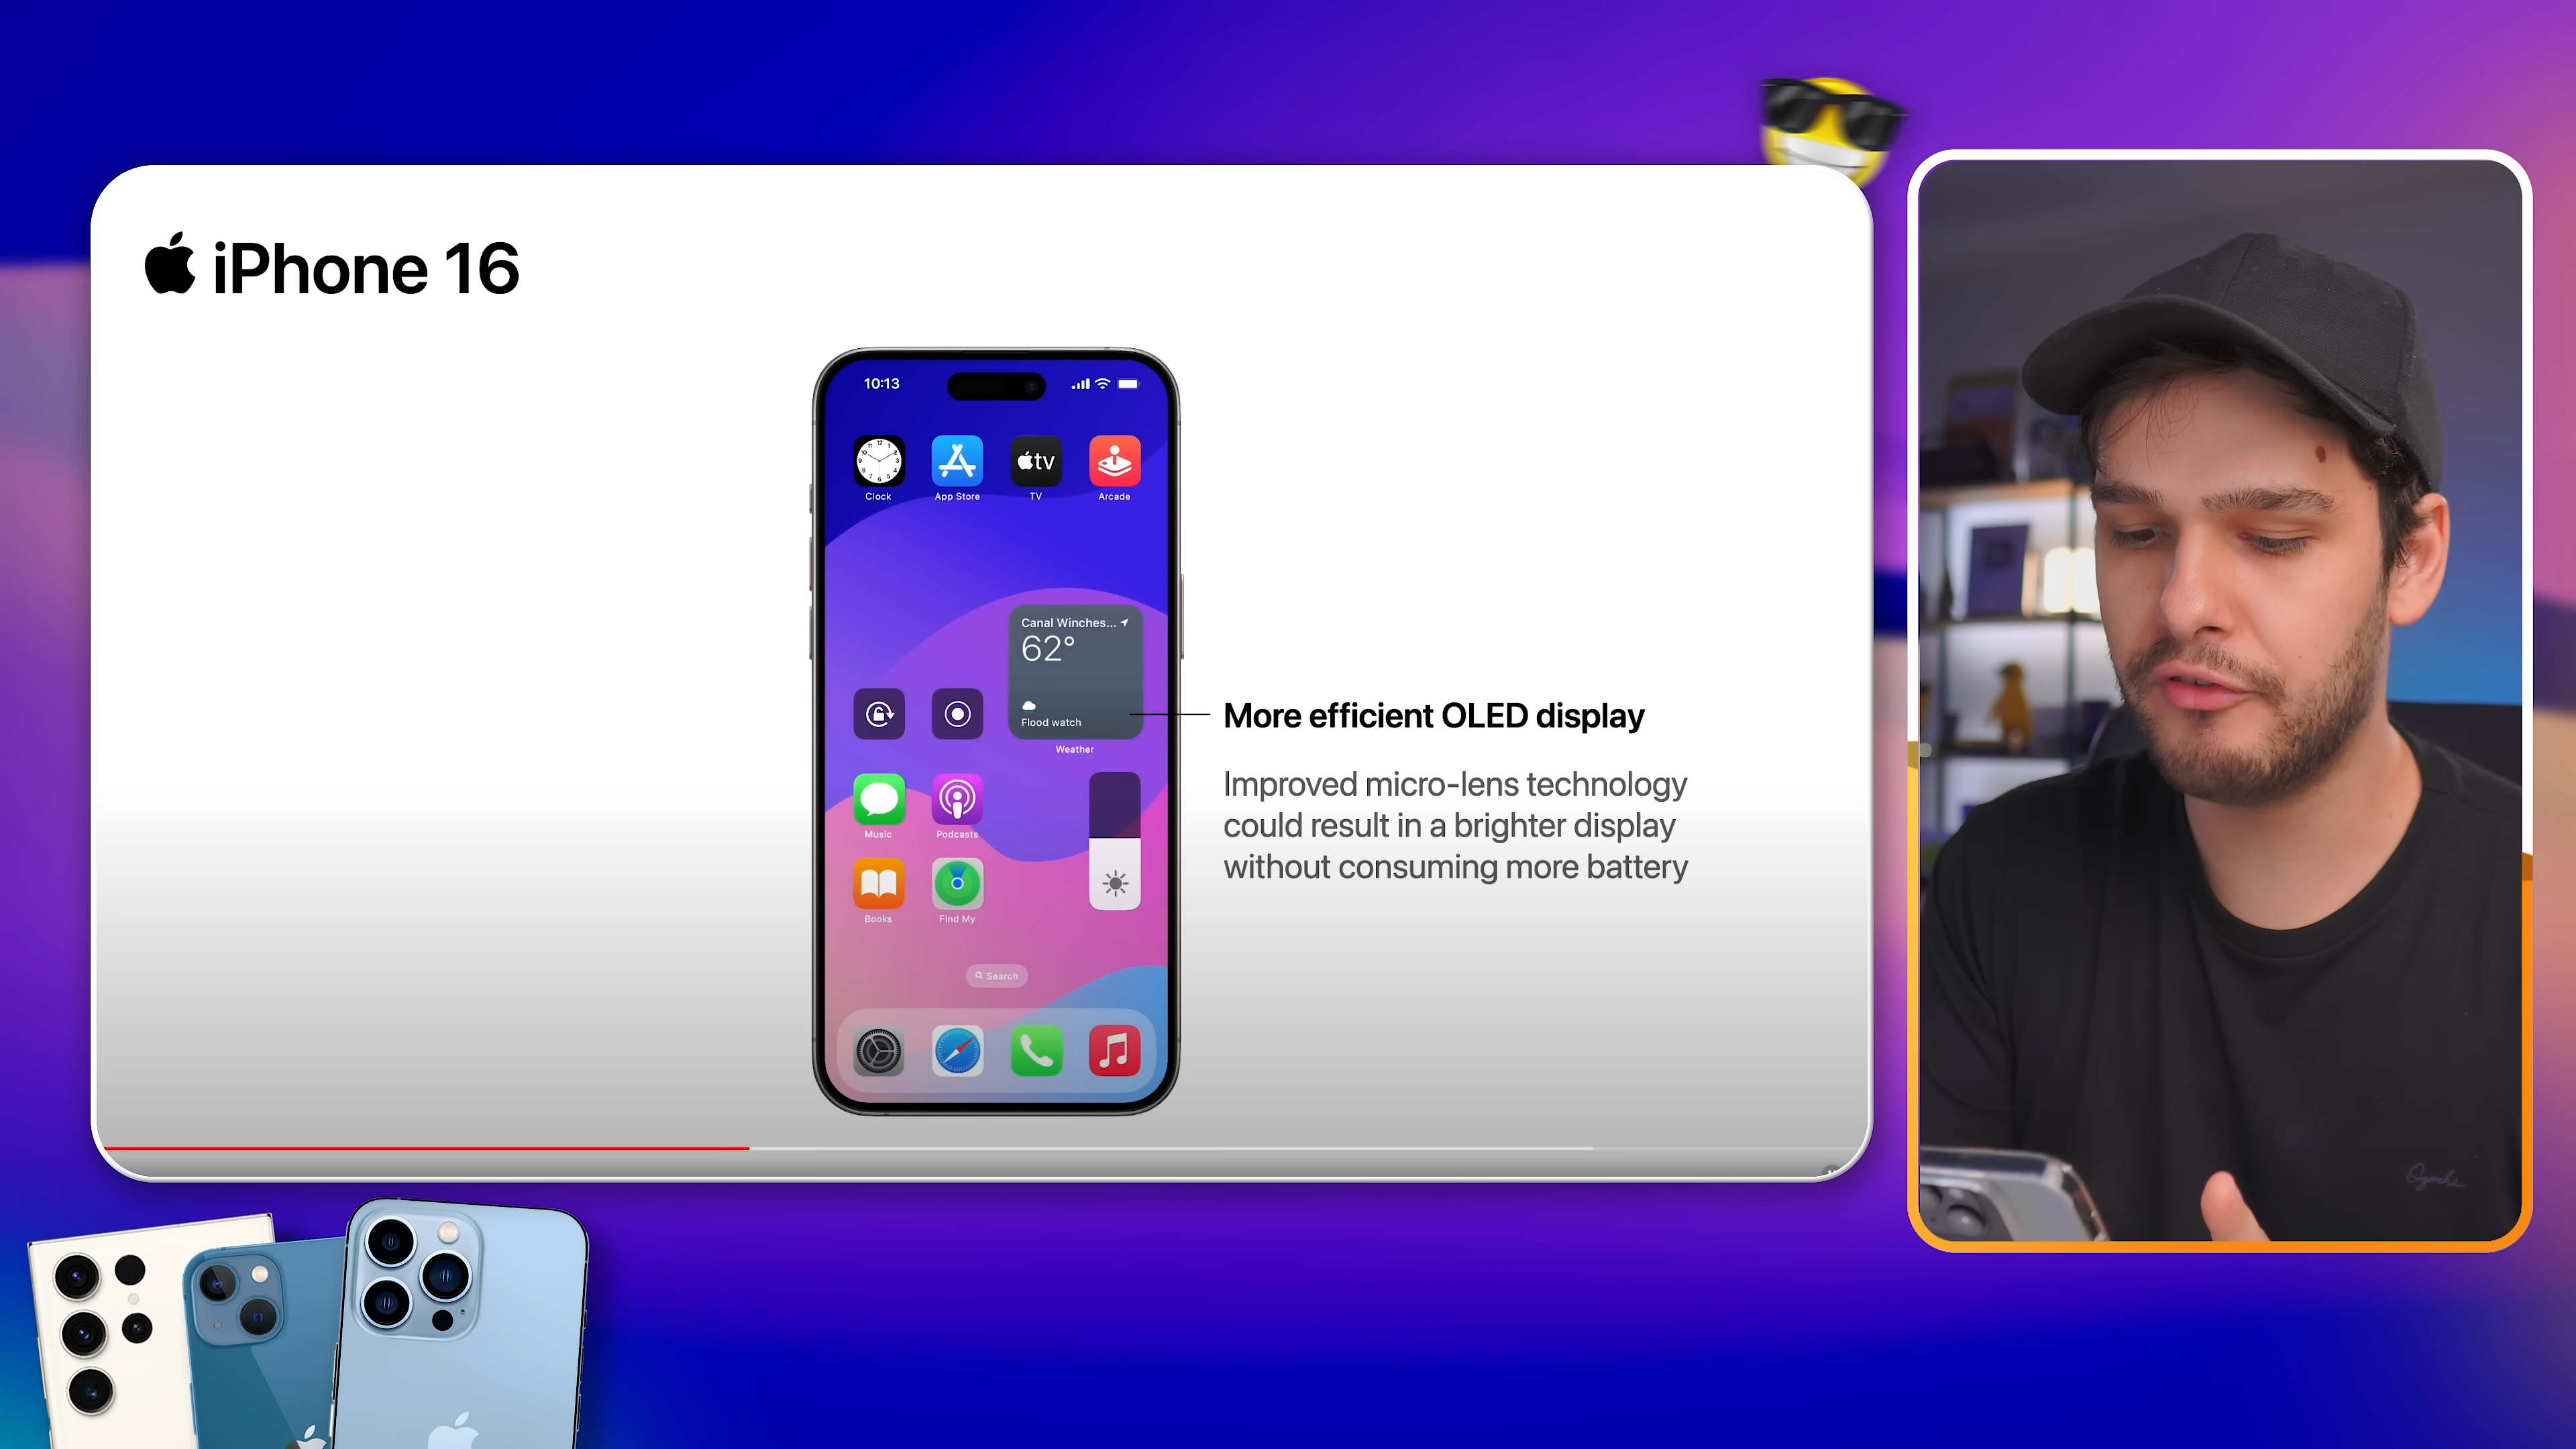 iPhone 16
10:13
tv
Clock
App Store
TV
Arcade
Canal Winches...
62°
Flood watch
Weather
More efficient OLED display
Improved micro-lens technology
could result in a brighter display
without consuming more battery
Music
Podcasts
Books
Find My
Search